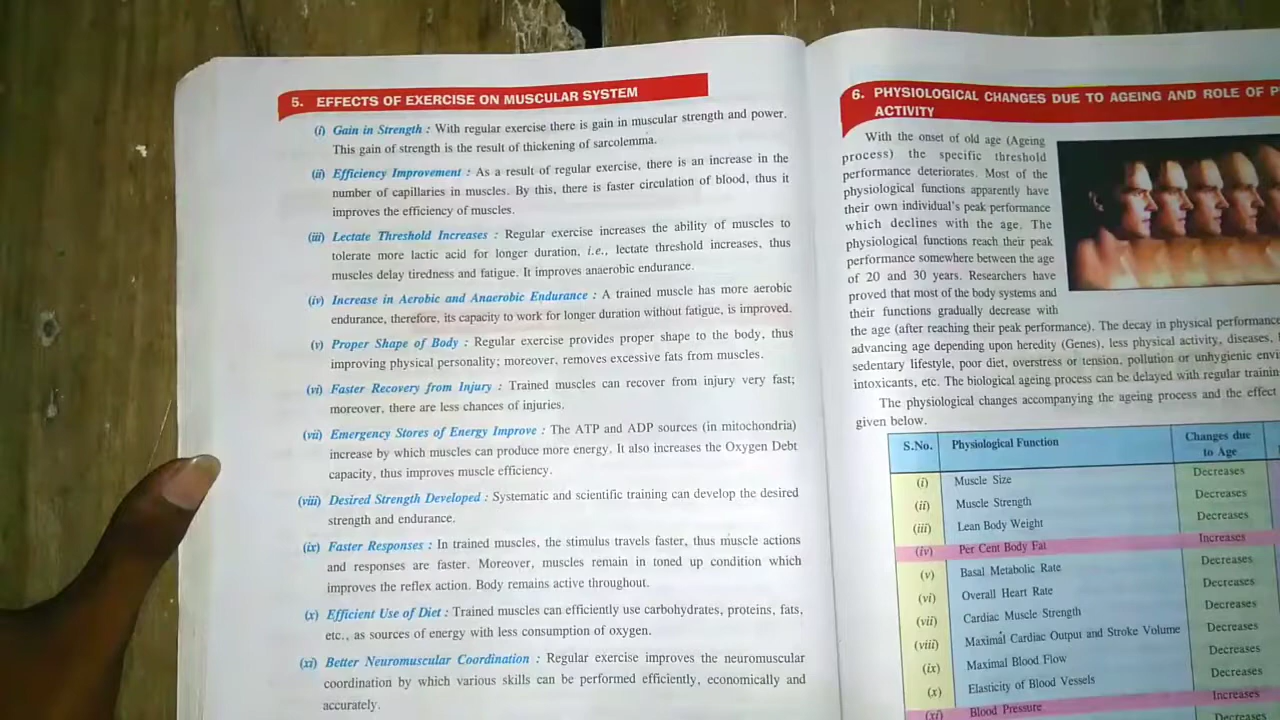 5. EFFECTS OF EXERCISE ON MUSCULAR SYSTEM
(i) Gain in Strength : With regular exercise there is gain in muscular strength and power.
This gain of strength is the result of thickening of sarcolemma.
(ii) Efficiency Improvement : As a result of regular exercise, there is an increase in the
number of capillaries in muscles. By this, there is faster circulation of blood, thus it
improves the efficiency of muscles.
(iii) Lectate Threshold Increases : Regular exercise increases the ability of muscles to
tolerate more lactic acid for longer duration, i.e., lectate threshold increases, thus
muscles delay tiredness and fatigue. It improves anaerobic endurance.
(iv) Increase in Aerobic and Anaerobic Endurance : A trained muscle has more aerobic
endurance, therefore, its capacity to work for longer duration without fatigue, is improved.
(v) Proper Shape of Body : Regular exercise provides proper shape to the body, thus
improving physical personality; moreover, removes excessive fats from muscles.
(vi) Faster Recovery from Injury : Trained muscles can recover from injury very fast;
moreover, there are less chances of injuries.
(vii) Emergency Stores of Energy Improve : The ATP and ADP sources (in mitochondria)
increase by which muscles can produce more energy. It also increases the Oxygen Debt
capacity, thus improves muscle efficiency.
(viii) Desired Strength Developed : Systematic and scientific training can develop the desired
strength and endurance.
(ix) Faster Responses : In trained muscles, the stimulus travels faster, thus muscle actions
and responses are faster. Moreover, muscles remain in toned up condition which
improves the reflex action. Body remains active throughout.
(x) Efficient Use of Diet : Trained muscles can efficiently use carbohydrates, proteins, fats,
etc., as sources of energy with less consumption of oxygen.
(xi) Better Neuromuscular Coordination : Regular exercise improves the neuromuscular
coordination by which various skills can be performed efficiently, economically and
accurately.
6. PHYSIOLOGICAL CHANGES DUE TO AGEING AND ROLE OF
ACTIVITY
With the onset of old age (Ageing
process) the specific threshold
performance deteriorates. Most of the
physiological functions apparently have
their own individual's peak performance
which declines with the age. The
physiological functions reach their peak
performance somewhere between the age
of 20 and 30 years. Researchers have
proved that most of the body systems and
their functions gradually decrease with
the age (after reaching their peak performance). The decay in physical performanc
advancing age depending upon heredity (Genes), less physical activity, diseases,
sedentary lifestyle, poor diet, overstress or tension, pollution or unhygienic envi
intoxicants, etc. The biological ageing process can be delayed with regular trainin
The physiological changes accompanying the ageing process and the effect
given below.
S.No. Physiological Function Changes due to Age
(i) Muscle Size Decreases
(ii) Muscle Strength Decreases
(iii) Lean Body Weight Decreases
(iv) Per Cent Body Fat Increases
(v) Basal Metabolic Rate Decreases
(vi) Overall Heart Rate Decreases
(vii) Cardiac Muscle Strength Decreases
(viii) Maximal Cardiac Output and Stroke Volume Decreases
(ix) Maximal Blood Flow Decreases
(x) Elasticity of Blood Vessels Decreases
(xi) Blood Pressure Increases
Decreases